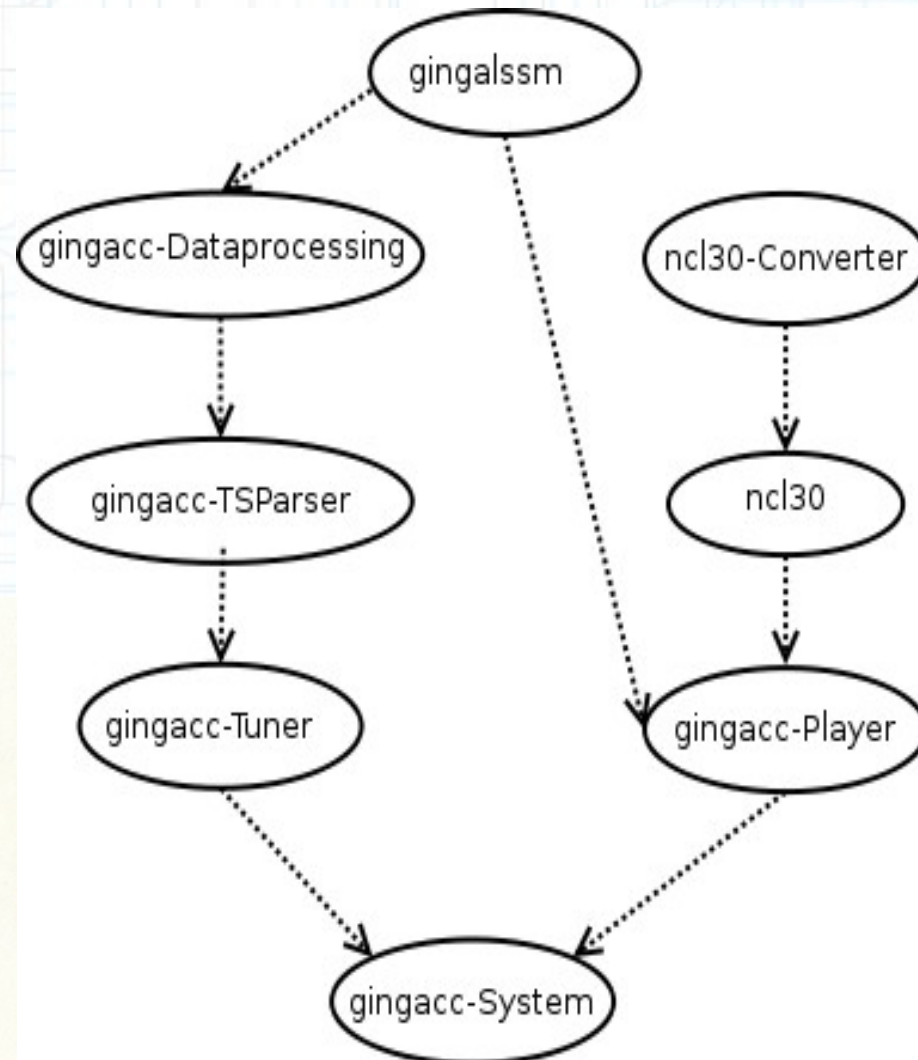 gingalssm
gingacc-Dataprocessing
ncl30-Converter
gingacc-TSParser
ncl30
gingacc-Tuner
gingacc-Player
gingacc-System